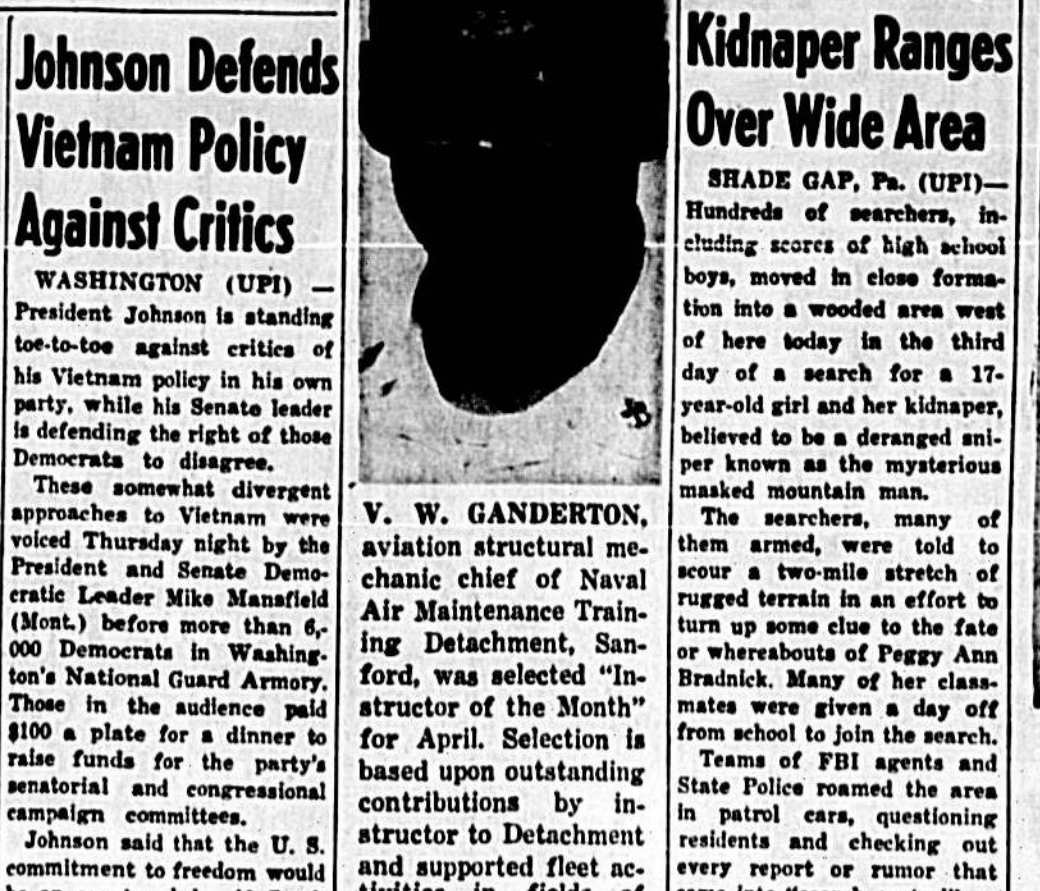 Johnson Defends
Vietnam Policy
Against Critics
WASHINGTON (UPI) —
President Johnson is standing
toe-to-toe against critics of
his Vietnam policy in his own
party, while his Senate leader
is defending the right of those
Democrats to disagree.
These somewhat divergent
approaches to Vietnam were
voiced Thursday night by the
President and Senate Demo-
cratic Leader Mike Mansfield
(Mont.) before more than 6,-
000 Democrats in Washing-
ton's National Guard Armory.
Those in the audience paid
$100 a plate for a dinner to
raise funds for the party's
senatorial and congressional
campaign committees.
Johnson said that the U. S.
commitment to freedom would
V. W. GANDERTON,
aviation structural me-
chanic chief of Naval
Air Maintenance Train-
ing Detachment, San-
ford, was selected "In-
structor of the Month"
for April. Selection is
based upon outstanding
contributions by in-
structor to Detachment
and supported fleet ac-
tivities in fields of
Kidnaper Ranges
Over Wide Area
SHADE GAP, Pa. (UPI)—
Hundreds of searchers, in-
cluding scores of high school
boys, moved in close forma-
tion into a wooded area west
of here today in the third
day of a search for a 17-
year-old girl and her kidnaper,
believed to be a deranged sni-
per known as the mysterious
masked mountain man.
The searchers, many of
them armed, were told to
scour a two-mile stretch of
rugged terrain in an effort to
turn up some clue to the fate
or whereabouts of Peggy Ann
Bradnick. Many of her class-
mates were given a day off
from school to join the search.
Teams of FBI agents and
State Police roamed the area
in patrol cars, questioning
residents and checking out
every report or rumor that